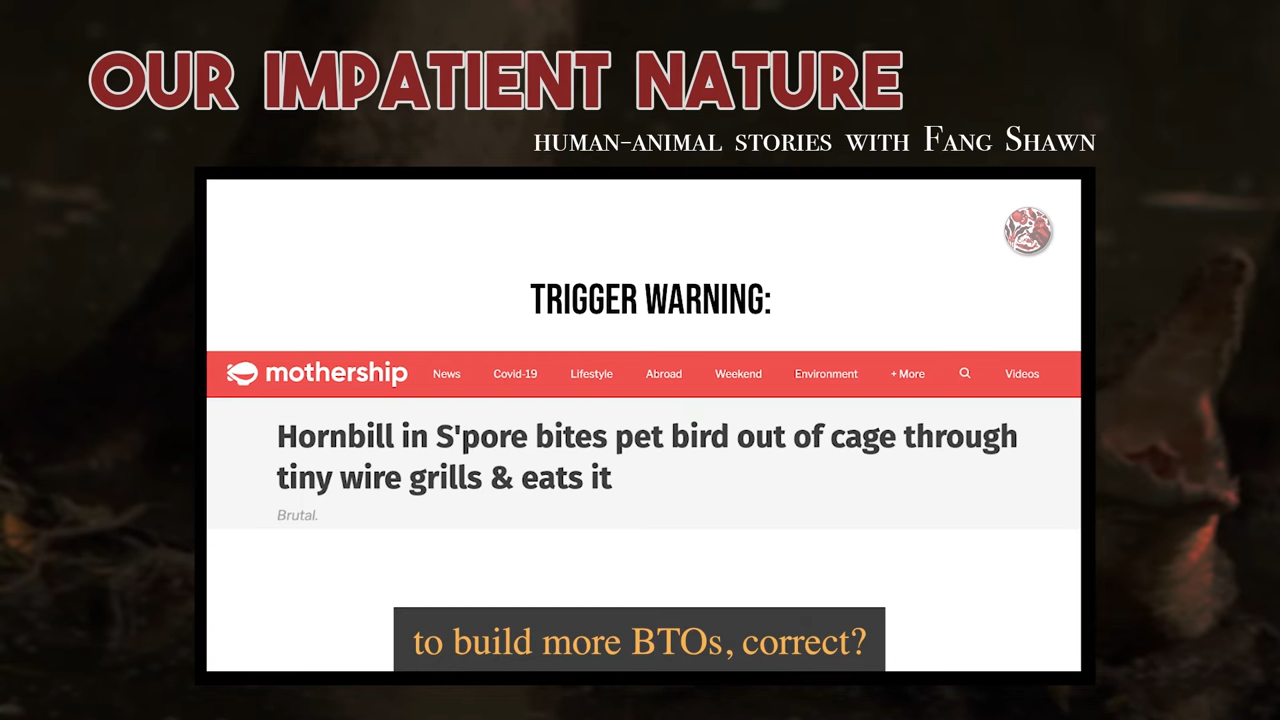 OUR IMPATIENT NATURE
HUMAN-ANIMAL STORIES WITH FANG SHAWN
TRIGGER WARNING:
mothership News Covid-19 Lifestyle Abroad Weekend Environment + More Videos
Hornbill in S'pore bites pet bird out of cage through
tiny wire grills & eats it
Brutal.
to build more BTOs, correct?